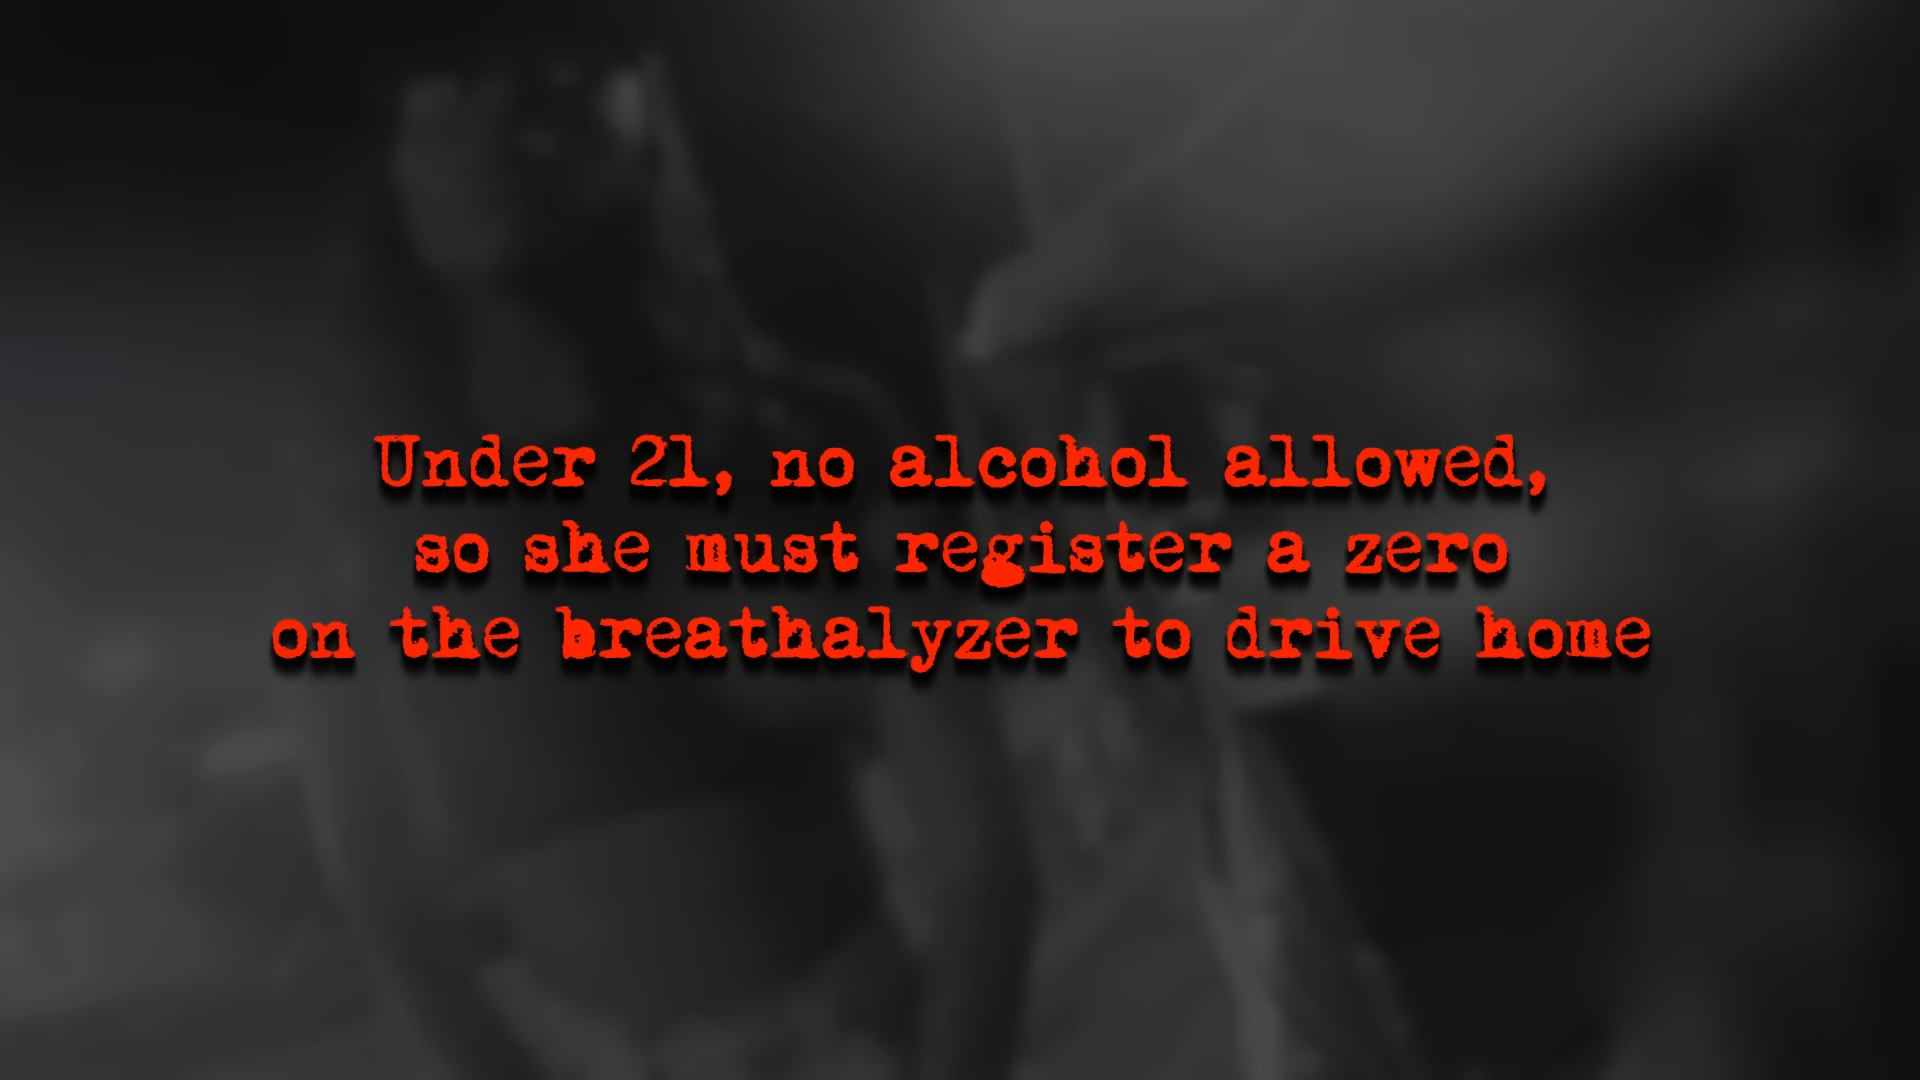 Under 21, no alcohol allowed,
so she must register a zero
on the breathalyzer to drive home